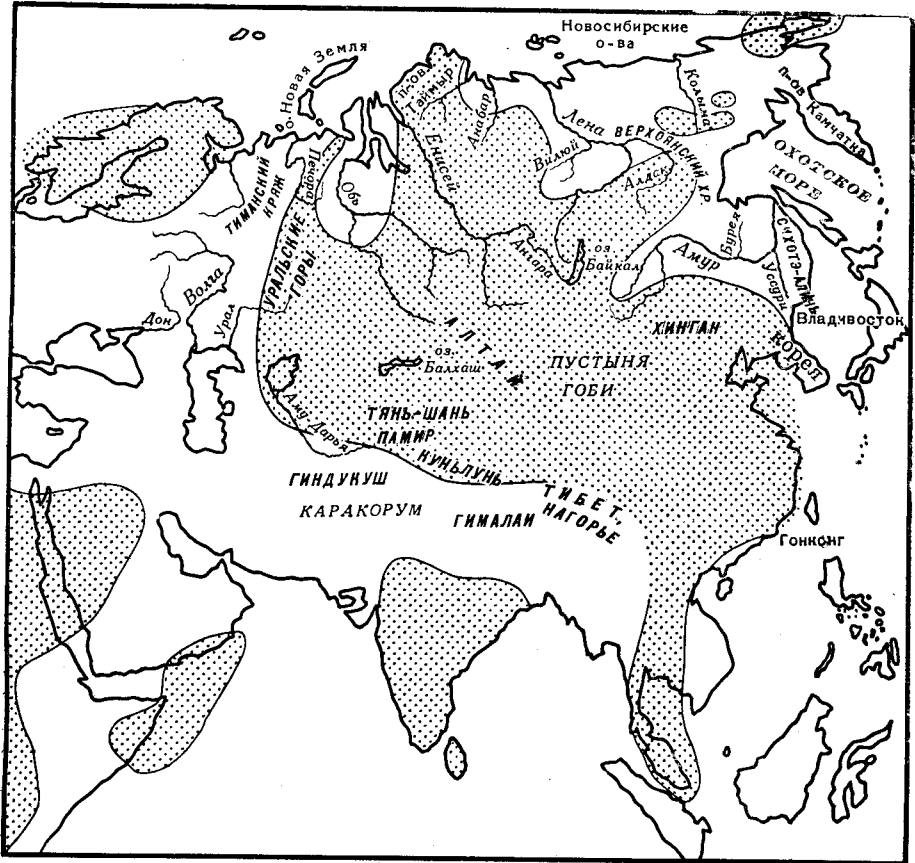 Новосибирские
о-ва
о. Новая Земля
п-ов
Таймыр
Анабар
Колыма
п-ов Камчатка
Лена
ВЕРХОЯНСКИЙ ХР.
Вилюй
Алдан
ОХОТСКОЕ
МОРЕ
Енисей
Печора
Обь
ТИМАНСКИЙ
КРЯЖ
УРАЛЬСКИЕ
ГОРЫ
Ангара
оз.
Байкал
Амур
Бурея
СИХОТЭ-АЛИНЬ
Уссури
Волга
Дон
Урал
Владивосток
ХИНГАН
Корея
АЛТАЙ
оз.
Балхаш
ПУСТЫНЯ
ГОБИ
Аму-Дарья
ТЯНЬ-ШАНЬ
ПАМИР
КУНЬЛУНЬ
ГИНДУКУШ
КАРАКОРУМ
ГИМАЛАИ
ТИБЕТ.
НАГОРЬЕ
Гонконг